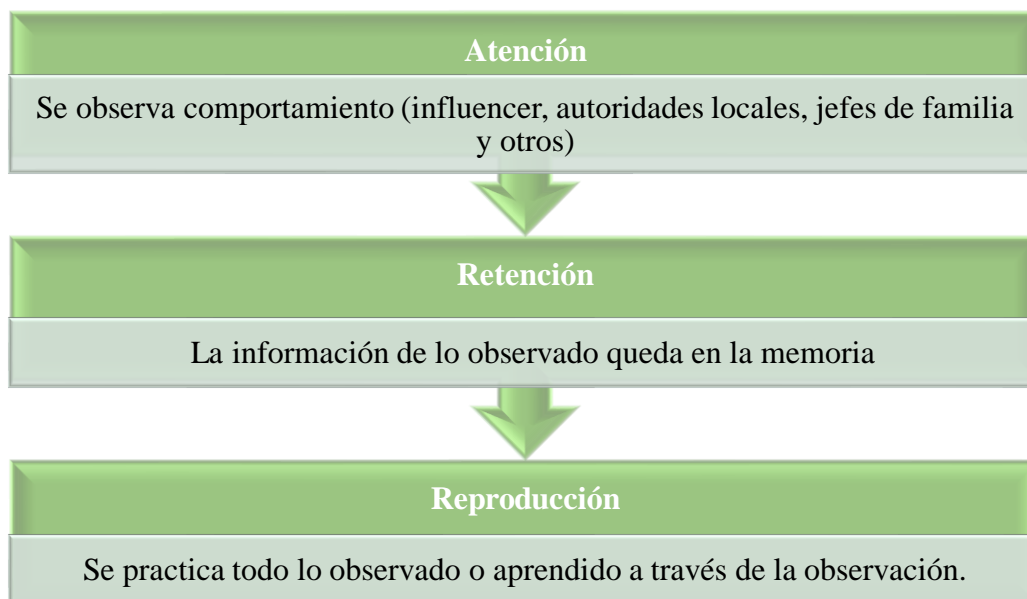 Atención
Se observa comportamiento (influencer, autoridades locales, jefes de familia
y otros)
Retención
La información de lo observado queda en la memoria
Reproducción
Se practica todo lo observado o aprendido a través de la observación.